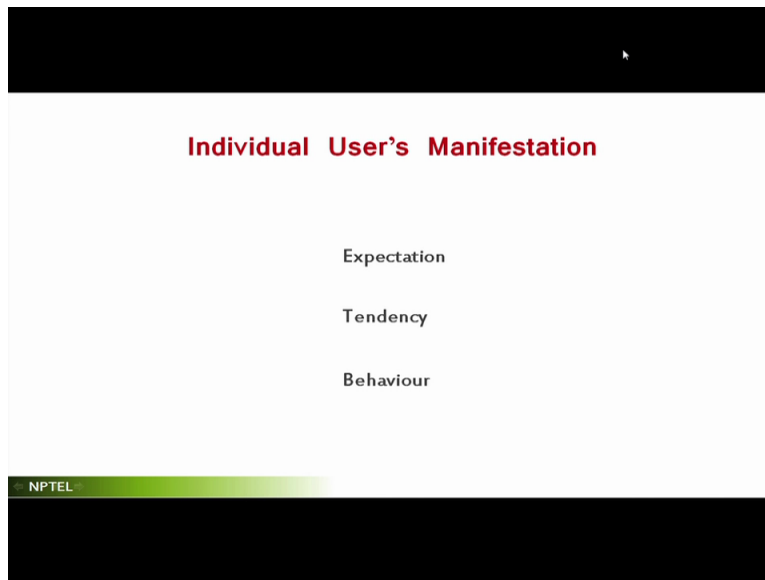 Individual User's Manifestation
Expectation
Tendency
Behaviour
NPTEL